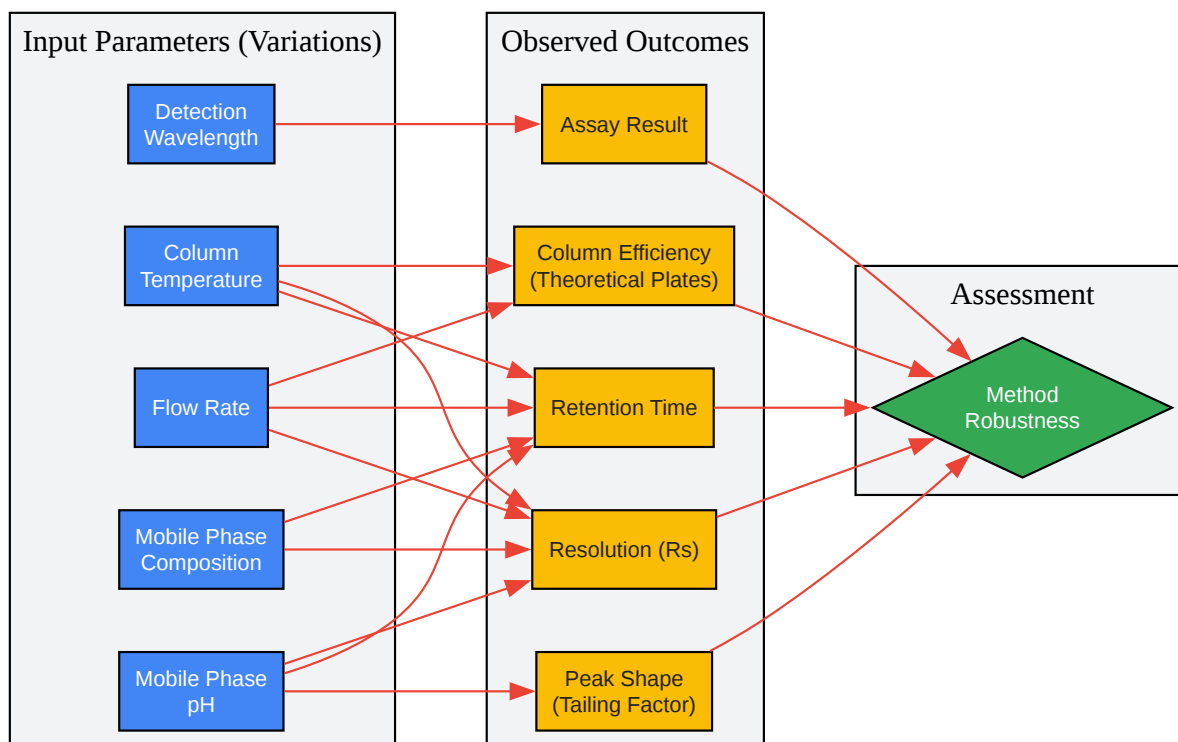 Input Parameters (Variations)
Detection
Wavelength
Column
Temperature
Flow Rate
Mobile Phase
Composition
Mobile Phase
pH
Observed Outcomes
Assay Result
Column Efficiency
(Theoretical Plates)
Retention Time
Resolution (Rs)
Peak Shape
(Tailing Factor)
Assessment
Method
Robustness